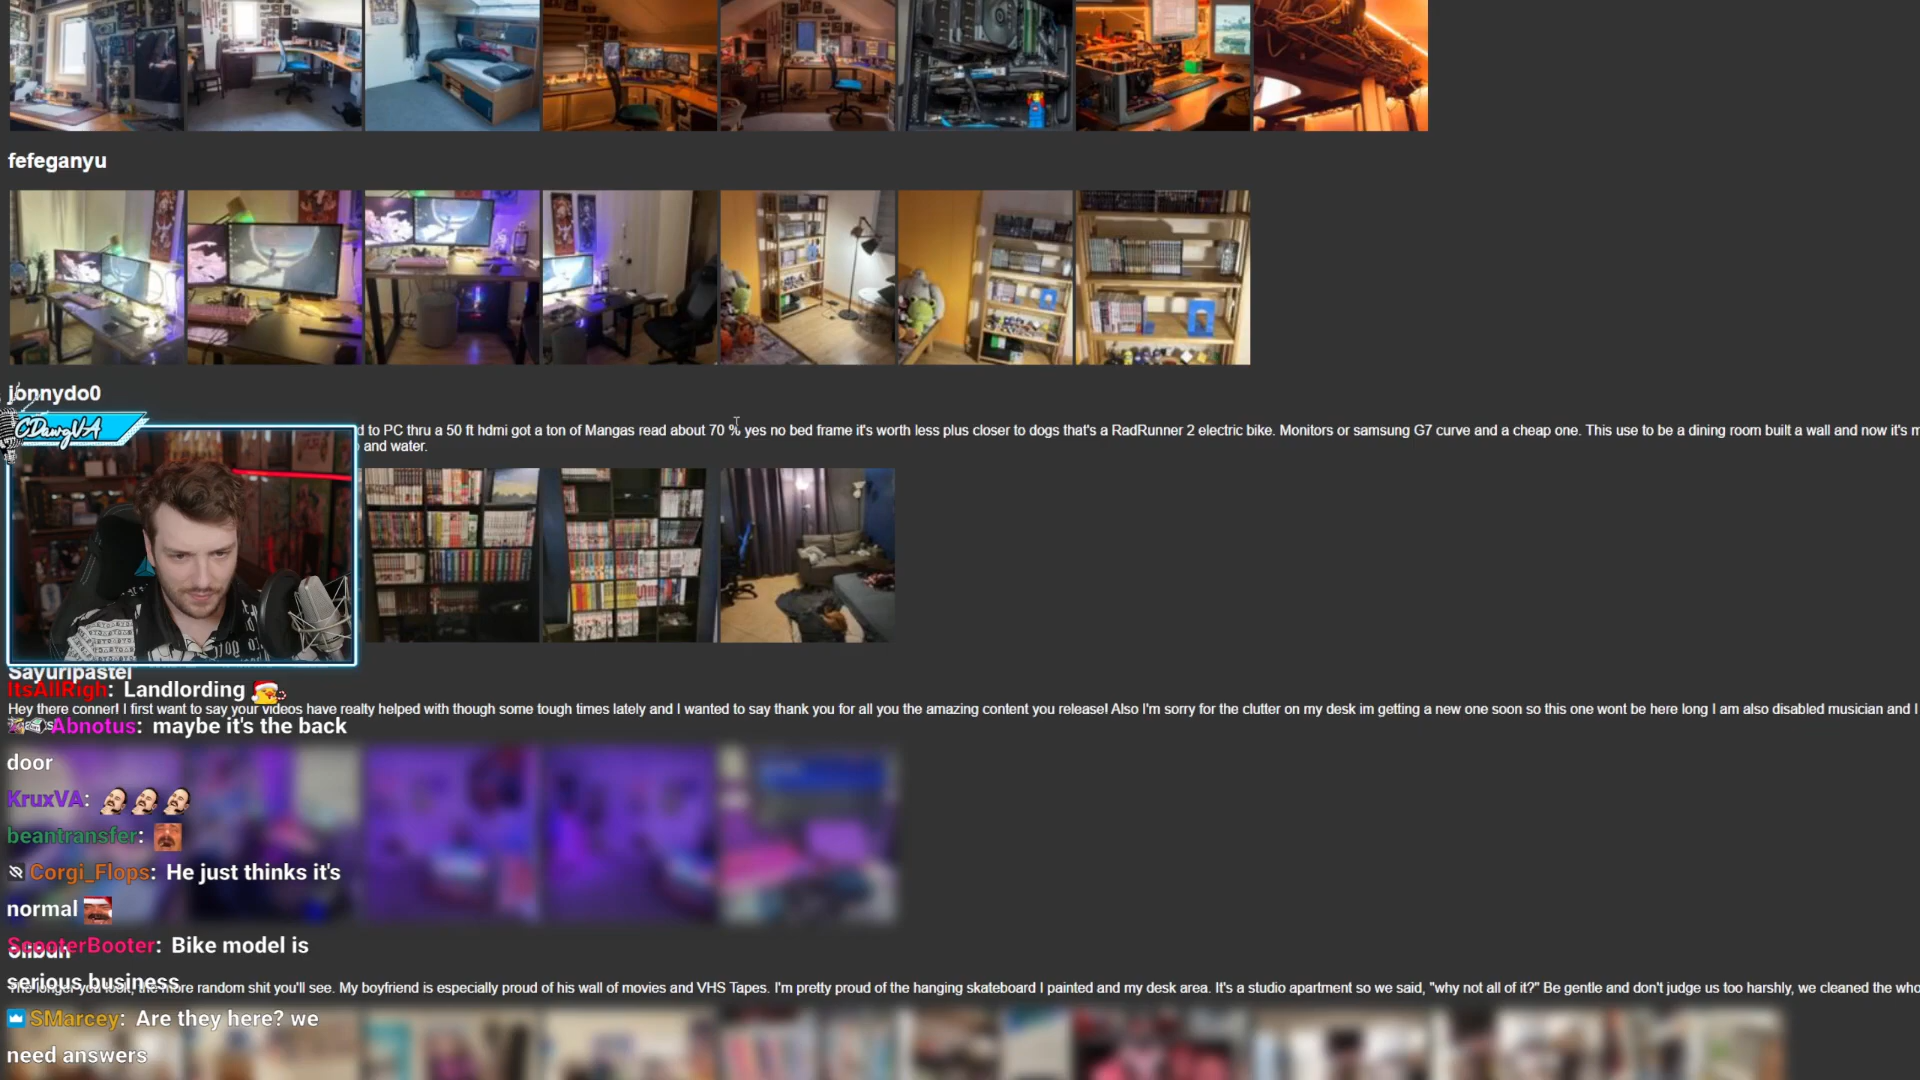 fefeganyu
jonnydo0
CDawgVA
d to PC thru a 50 ft hdmi got a ton of Mangas read about 70 % yes no bed frame it's worth less plus closer to dogs that's a RadRunner 2 electric bike. Monitors or samsung G7 curve and a cheap one. This use to be a dining room built a wall and now it's m
and water.
Sayuripastel
ItsAllRigh: Landlording
Hey there conner! I first want to say your videos have really helped with though some tough times lately and I wanted to say thank you for all you the amazing content you release! Also I'm sorry for the clutter on my desk im getting a new one soon so this one wont be here long I am also disabled musician and I
Abnotus: maybe it's the back
door
KruxVA:
beantransfer:
Corgi_Flops: He just thinks it's
normal
ScooterBooter: Bike model is
serious business
The longer you look, the more random shit you'll see. My boyfriend is especially proud of his wall of movies and VHS Tapes. I'm pretty proud of the hanging skateboard I painted and my desk area. It's a studio apartment so we said, "why not all of it?" Be gentle and don't judge us too harshly, we cleaned the who
SMarcey: Are they here? we
need answers